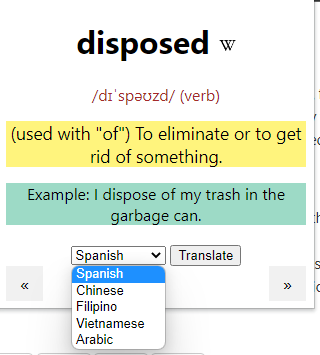 disposed W
/dɪˈspəʊzd/ (verb)
(used with "of") To eliminate or to get
rid of something.
Example: I dispose of my trash in the
garbage can.
Spanish Translate
« »
Spanish
Chinese
Filipino
Vietnamese
Arabic